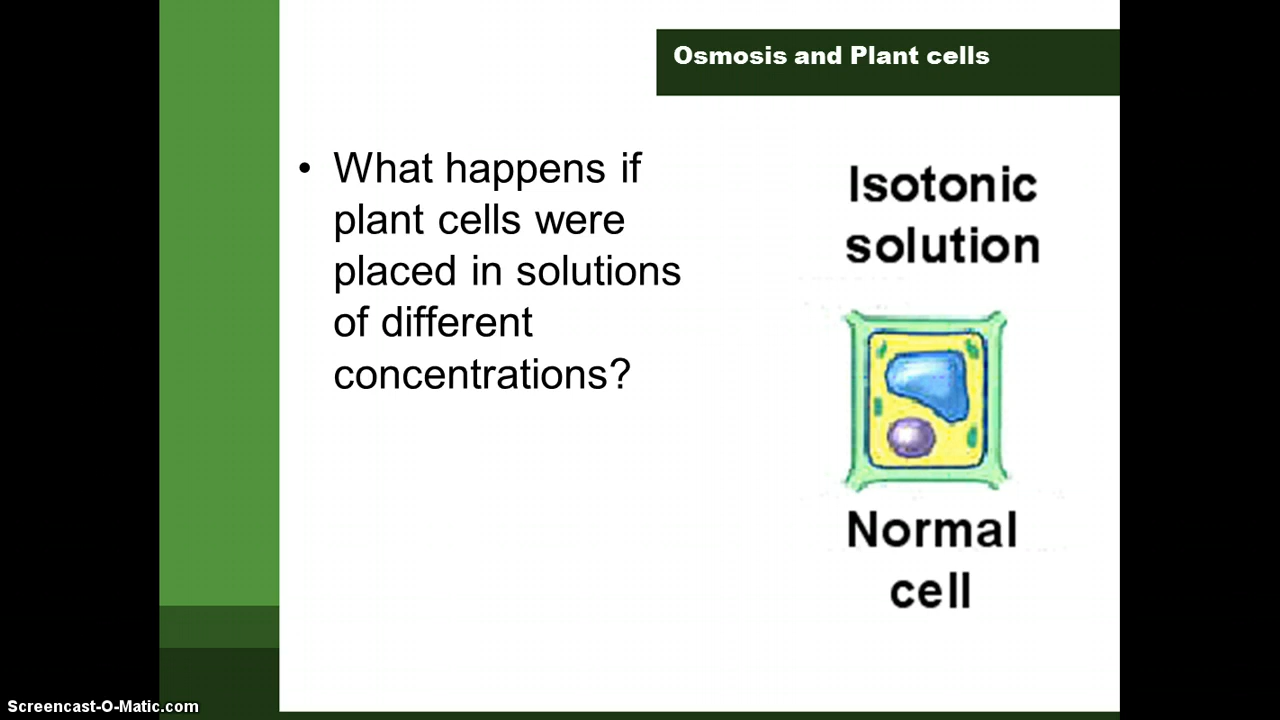 Osmosis and Plant cells
• What happens if
plant cells were
placed in solutions
of different
concentrations?
Isotonic
solution
Normal
cell
Screencast-O-Matic.com